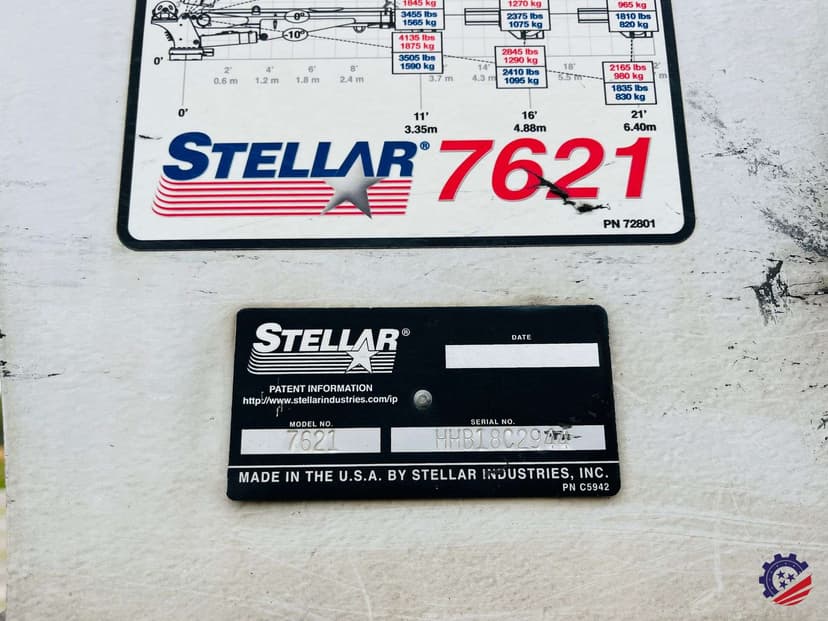 1845 kg
1270 kg
965 kg
3455 lbs
1565 kg
2375 lbs
1075 kg
1810 lbs
820 kg
0°
-10°
4135 lbs
1875 kg
3505 lbs
1590 kg
2845 lbs
1290 kg
2410 lbs
1095 kg
2165 lbs
980 kg
1835 lbs
830 kg
0'
2' 4' 6' 8' 14' 18'
0.6 m 1.2 m 1.8 m 2.4 m 3.7 m 4.3 m 5.5 m
0' 11' 16' 21'
3.35m 4.88m 6.40m
STELLAR® 7621
PN 72801
STELLAR®
DATE
PATENT INFORMATION
http://www.stellarindustries.com/ip
MODEL NO. SERIAL NO.
7621 HHB18C2944
MADE IN THE U.S.A. BY STELLAR INDUSTRIES, INC.
PN C5942